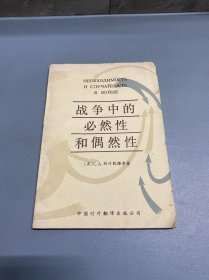 НЕОБХОДИМОСТЬ
И СЛУЧАЙНОСТЬ
В ВОЙНЕ
战争中的
必然性
和偶然性
中国对外翻译出版公司